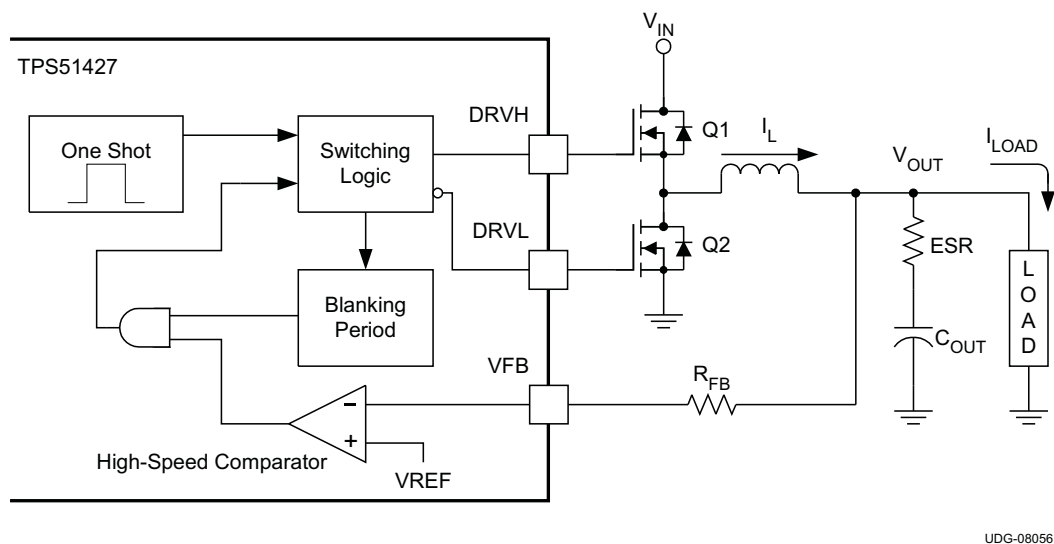 V_IN
TPS51427
DRVH
One Shot
Switching
Logic
Q1
I_L
V_OUT
I_LOAD
DRVL
Q2
ESR
Blanking
Period
LOAD
C_OUT
VFB
R_FB
−
+
High-Speed Comparator
VREF
UDG-08056